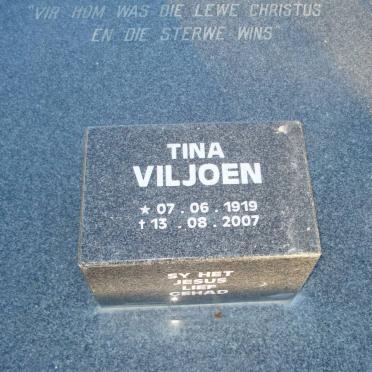 "VIR HOM WAS DIE LEWE CHRISTUS
EN DIE STERWE WINS"
TINA
VILJOEN
★ 07 . 06 . 1919
† 13 . 08 . 2007
SY HET
JESUS
LIEF
GEHAD